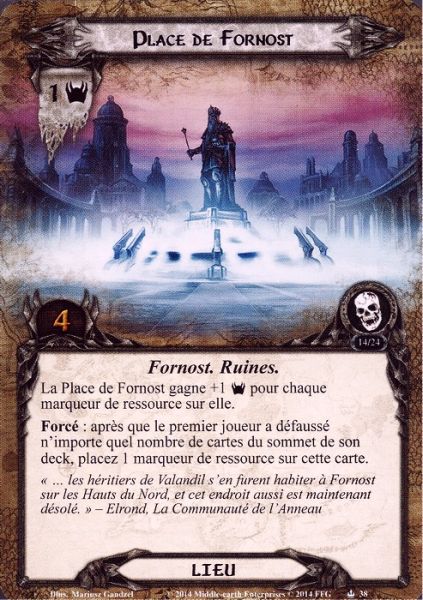 Place de Fornost
1
4
14/24
Fornost. Ruines.
La Place de Fornost gagne +1 pour chaque
marqueur de ressource sur elle.
Forcé : après que le premier joueur a défaussé
n'importe quel nombre de cartes du sommet de son
deck, placez 1 marqueur de ressource sur cette carte.
« ... les héritiers de Valandil s'en furent habiter à Fornost
sur les Hauts du Nord, et cet endroit aussi est maintenant
désolé. » – Elrond, La Communauté de l'Anneau
LIEU
Illus. Mariusz Gandzel © 2014 Middle-earth Enterprises © 2014 FFG 38